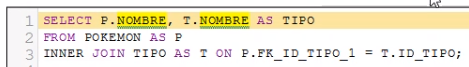 1 SELECT P.NOMBRE, T.NOMBRE AS TIPO
2 FROM POKEMON AS P
3 INNER JOIN TIPO AS T ON P.FK_ID_TIPO_1 = T.ID_TIPO;